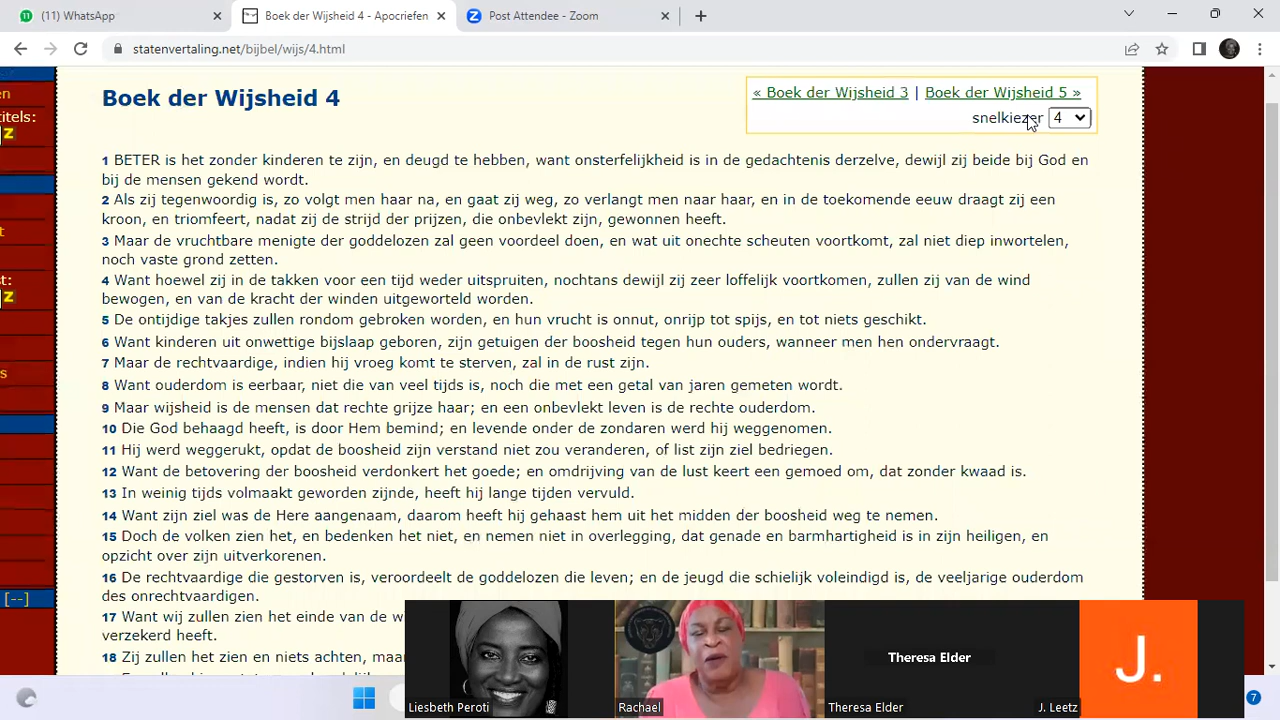 (11) WhatsApp
Boek der Wijsheid 4 - Apocriefen
Post Attendee - Zoom
statenvertaling.net/bijbel/wijs/4.html
en
titels:
Z
t
t:
Z
s
[--]
Boek der Wijsheid 4
« Boek der Wijsheid 3 | Boek der Wijsheid 5 »
snelkiezer 4
1 BETER is het zonder kinderen te zijn, en deugd te hebben, want onsterfelijkheid is in de gedachtenis derzelve, dewijl zij beide bij God en
bij de mensen gekend wordt.
2 Als zij tegenwoordig is, zo volgt men haar na, en gaat zij weg, zo verlangt men naar haar, en in de toekomende eeuw draagt zij een
kroon, en triomfeert, nadat zij de strijd der prijzen, die onbevlekt zijn, gewonnen heeft.
3 Maar de vruchtbare menigte der goddelozen zal geen voordeel doen, en wat uit onechte scheuten voortkomt, zal niet diep inwortelen,
noch vaste grond zetten.
4 Want hoewel zij in de takken voor een tijd weder uitspruiten, nochtans dewijl zij zeer loffelijk voortkomen, zullen zij van de wind
bewogen, en van de kracht der winden uitgeworteld worden.
5 De ontijdige takjes zullen rondom gebroken worden, en hun vrucht is onnut, onrijp tot spijs, en tot niets geschikt.
6 Want kinderen uit onwettige bijslaap geboren, zijn getuigen der boosheid tegen hun ouders, wanneer men hen ondervraagt.
7 Maar de rechtvaardige, indien hij vroeg komt te sterven, zal in de rust zijn.
8 Want ouderdom is eerbaar, niet die van veel tijds is, noch die met een getal van jaren gemeten wordt.
9 Maar wijsheid is de mensen dat rechte grijze haar; en een onbevlekt leven is de rechte ouderdom.
10 Die God behaagd heeft, is door Hem bemind; en levende onder de zondaren werd hij weggenomen.
11 Hij werd weggerukt, opdat de boosheid zijn verstand niet zou veranderen, of list zijn ziel bedriegen.
12 Want de betovering der boosheid verdonkert het goede; en omdrijving van de lust keert een gemoed om, dat zonder kwaad is.
13 In weinig tijds volmaakt geworden zijnde, heeft hij lange tijden vervuld.
14 Want zijn ziel was de Here aangenaam, daarom heeft hij gehaast hem uit het midden der boosheid weg te nemen.
15 Doch de volken zien het, en bedenken het niet, en nemen niet in overlegging, dat genade en barmhartigheid is in zijn heiligen, en
opzicht over zijn uitverkorenen.
16 De rechtvaardige die gestorven is, veroordeelt de goddelozen die leven; en de jeugd die schielijk voleindigd is, de veeljarige ouderdom
des onrechtvaardigen.
17 Want wij zullen zien het einde van de w
verzekerd heeft.
18 Zij zullen het zien en niets achten, maar
Liesbeth Peroti
Rachael
Theresa Elder
Theresa Elder
J.
J. Leetz
7